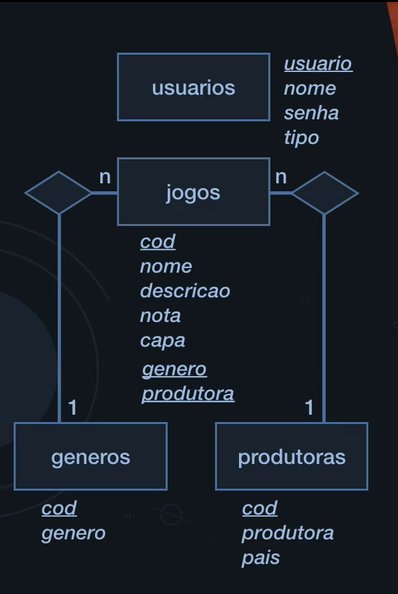 usuarios
usuario
nome
senha
tipo
n
jogos
n
cod
nome
descricao
nota
capa
genero
produtora
1
1
generos
produtoras
cod
genero
cod
produtora
pais